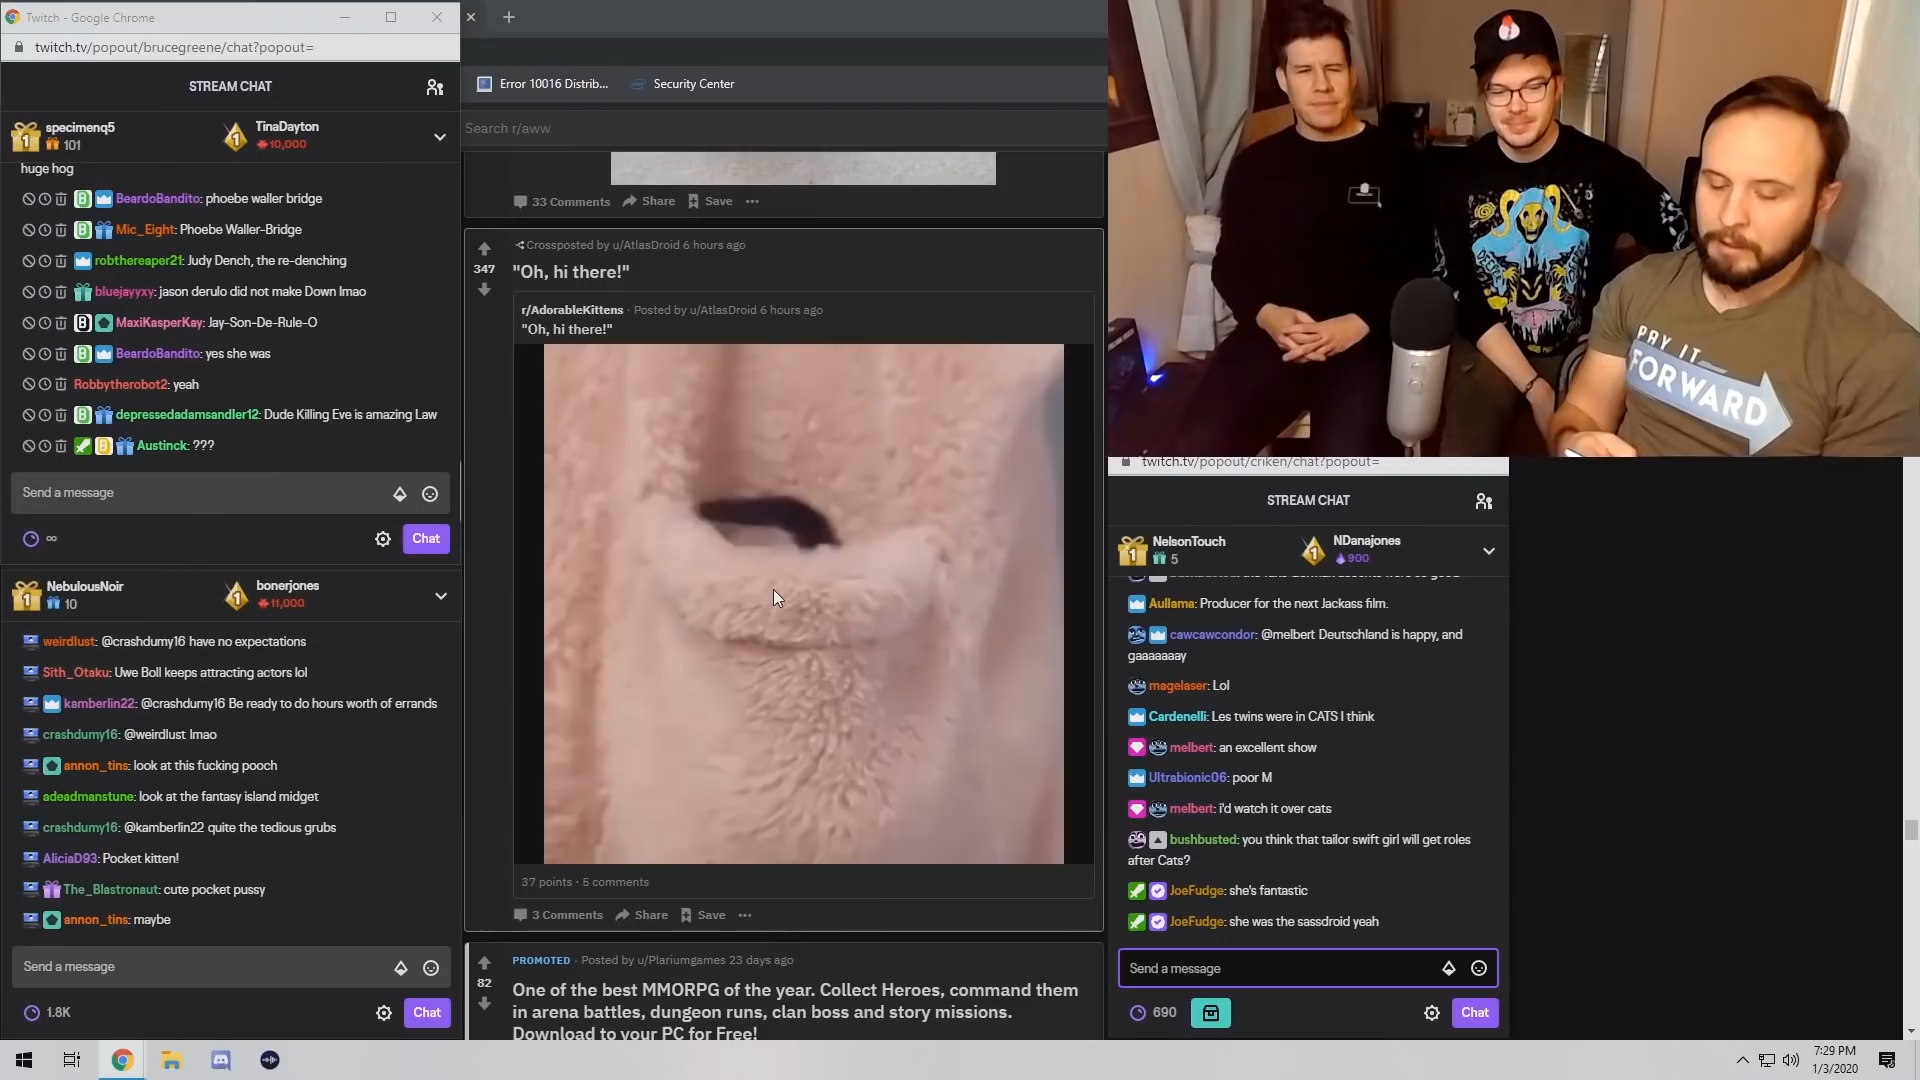 Twitch - Google Chrome
twitch.tv/popout/brucegreene/chat?popout=
STREAM CHAT
specimenq5
101
TinaDayton
10,000
huge hog
BeardoBandito: phoebe waller bridge
Mic_Eight: Phoebe Waller-Bridge
robthereaper21: Judy Dench, the re-denching
bluejayyxy: jason derulo did not make Down lmao
MaxiKasperKay: Jay-Son-De-Rule-O
BeardoBandito: yes she was
Robbytherobot2: yeah
depressedadamsandler12: Dude Killing Eve is amazing Law
Austinck: ???
Send a message
∞
Chat
NebulousNoir
10
bonerjones
11,000
weirdlust: @crashdumy16 have no expectations
Sith_Otaku: Uwe Boll keeps attracting actors lol
kamberlin22: @crashdumy16 Be ready to do hours worth of errands
crashdumy16: @weirdlust lmao
annon_tins: look at this fucking pooch
adeadmanstune: look at the fantasy island midget
crashdumy16: @kamberlin22 quite the tedious grubs
AliciaD93: Pocket kitten!
The_Blastronaut: cute pocket pussy
annon_tins: maybe
Send a message
1.8K
Chat
Error 10016 Distrib...
Security Center
Search r/aww
33 Comments Share Save
Crossposted by u/AtlasDroid 6 hours ago
347
"Oh, hi there!"
r/AdorableKittens · Posted by u/AtlasDroid 6 hours ago
"Oh, hi there!"
37 points · 5 comments
3 Comments Share Save
PROMOTED · Posted by u/Plariumgames 23 days ago
82
One of the best MMORPG of the year. Collect Heroes, command them
in arena battles, dungeon runs, clan boss and story missions.
Download to your PC for Free!
PAY IT
FORWARD
twitch.tv/popout/criken/chat?popout=
STREAM CHAT
NelsonTouch
5
NDanajones
900
Aullama: Producer for the next Jackass film.
cawcawcondor: @melbert Deutschland is happy, and
gaaaaaaay
magelaser: Lol
Cardenelli: Les twins were in CATS I think
melbert: an excellent show
Ultrabionic06: poor M
melbert: i'd watch it over cats
bushbusted: you think that tailor swift girl will get roles
after Cats?
JoeFudge: she's fantastic
JoeFudge: she was the sassdroid yeah
Send a message
690
Chat
7:29 PM
1/3/2020